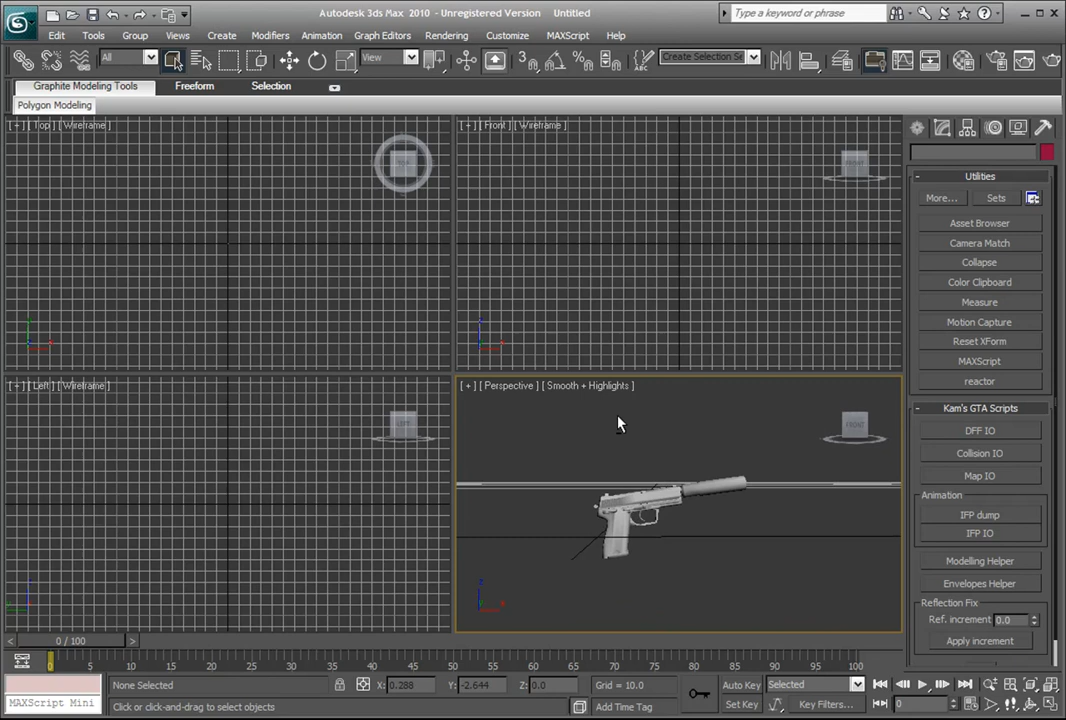 Autodesk 3ds Max  2010  - Unregistered Version    Untitled
Type a keyword or phrase
Edit Tools Group Views Create Modifiers Animation Graph Editors Rendering Customize MAXScript Help
All View 3 Create Selection Se
Graphite Modeling Tools Freeform Selection
Polygon Modeling
[ + ] [ Top ] [ Wireframe ]
TOP
[ + ] [ Front ] [ Wireframe ]
FRONT
[ + ] [ Left ] [ Wireframe ]
LEFT
[ + ] [ Perspective ] [ Smooth + Highlights ]
FRONT
- Utilities
More... Sets
Asset Browser
Camera Match
Collapse
Color Clipboard
Measure
Motion Capture
Reset XForm
MAXScript
reactor
- Kam's GTA Scripts
DFF IO
Collision IO
Map IO
Animation
IFP dump
IFP IO
Modelling Helper
Envelopes Helper
Reflection Fix
Ref. increment 0.0
Apply increment
< 0 / 100 >
0 5 10 15 20 25 30 35 40 45 50 55 60 65 70 75 80 85 90 95 100
None Selected X: 0.288 Y: -2.644 Z: 0.0 Grid = 10.0 Auto Key Selected
MAXScript Mini Click or click-and-drag to select objects Add Time Tag Set Key Key Filters... 0